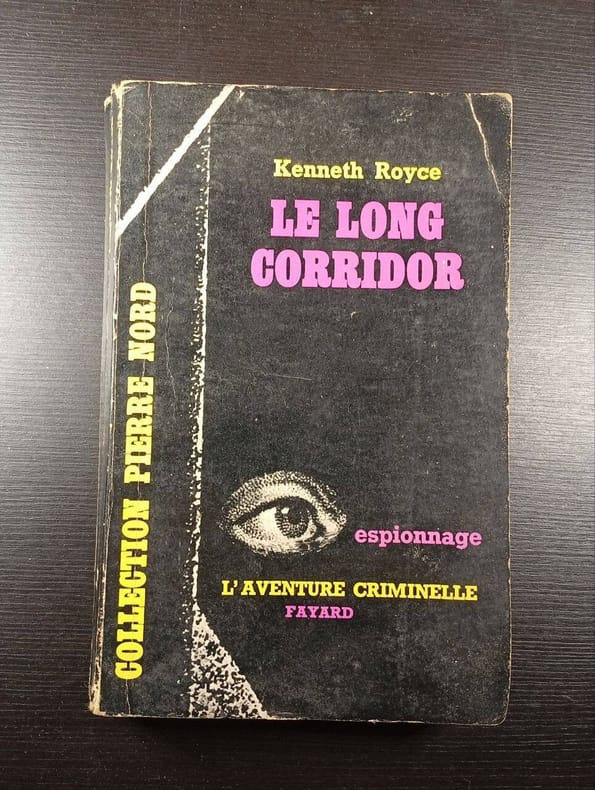 Kenneth Royce
LE LONG
CORRIDOR
COLLECTION PIERRE NORD
espionnage
L'AVENTURE CRIMINELLE
FAYARD